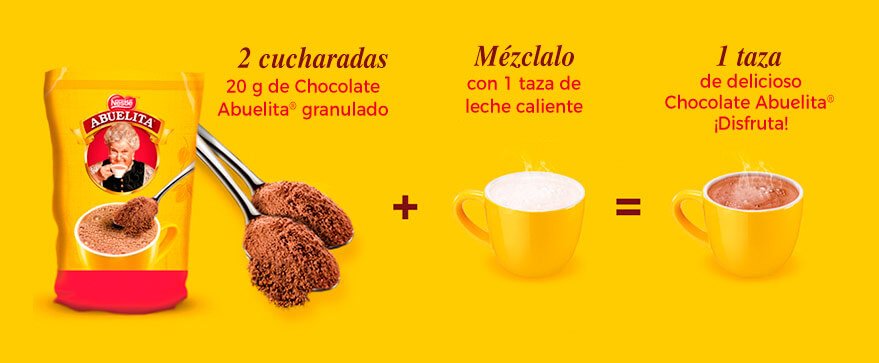 2 cucharadas
20 g de Chocolate
Abuelita® granulado
Mézclalo
con 1 taza de
leche caliente
1 taza
de delicioso
Chocolate Abuelita®
¡Disfruta!
Nestlé
ABUELITA
+
=